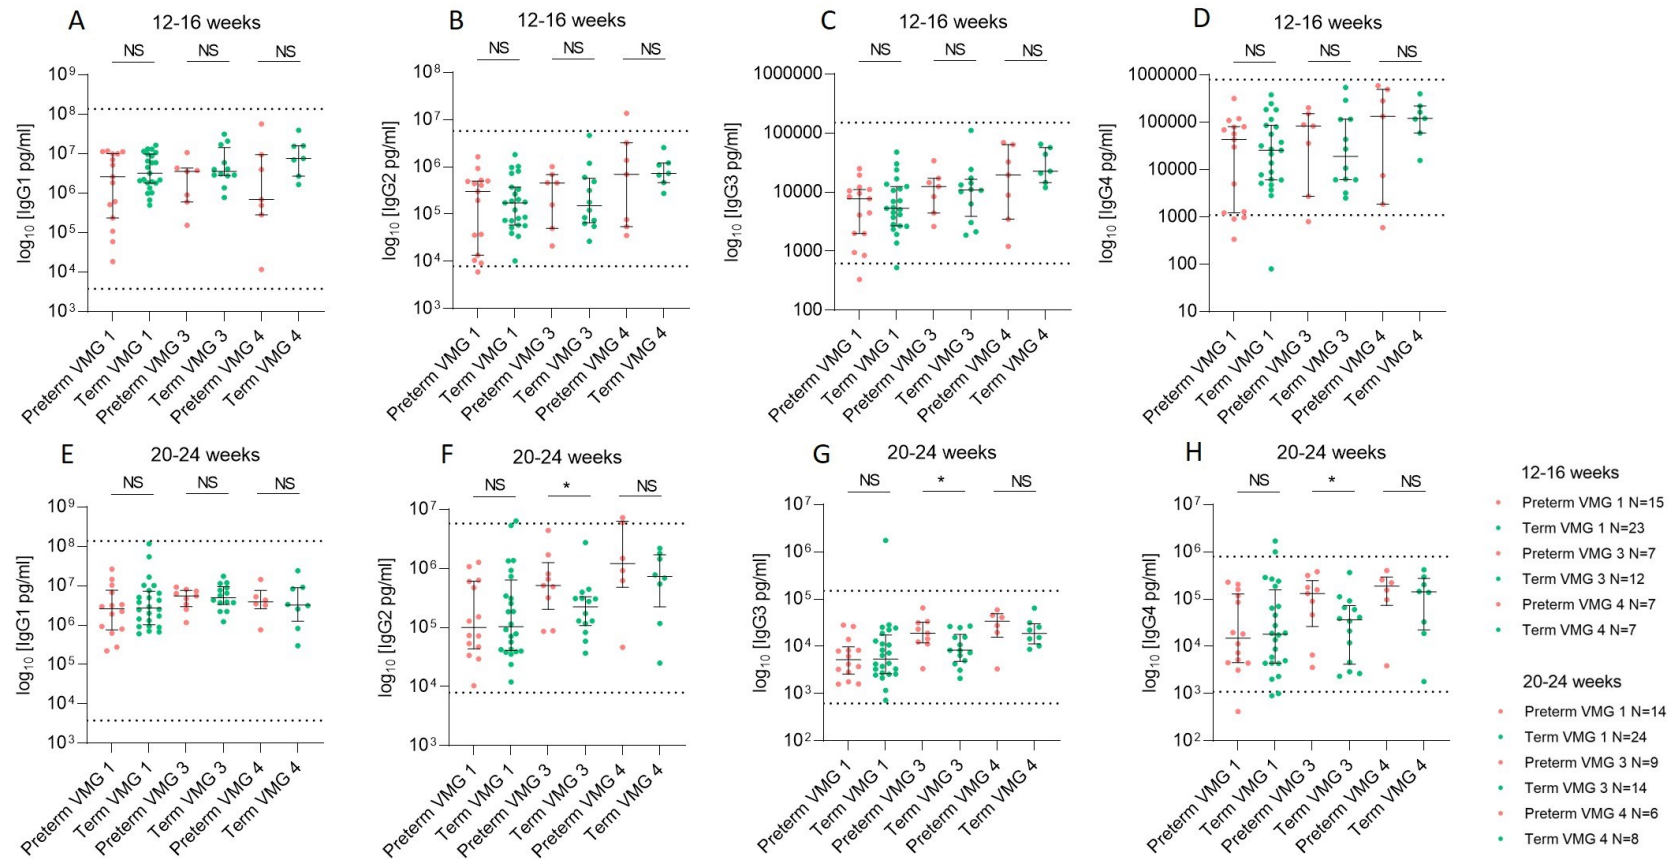 A
12-16 weeks
NS
NS
NS
10⁹
10⁸
10⁷
10⁶
10⁵
10⁴
10³
log₁₀ [IgG1 pg/ml]
Preterm VMG 1
Term VMG 1
Preterm VMG 3
Term VMG 3
Preterm VMG 4
Term VMG 4
B
12-16 weeks
NS
NS
NS
10⁸
10⁷
10⁶
10⁵
10⁴
10³
log₁₀ [IgG2 pg/ml]
Preterm VMG 1
Term VMG 1
Preterm VMG 3
Term VMG 3
Preterm VMG 4
Term VMG 4
C
12-16 weeks
NS
NS
NS
1000000
100000
10000
1000
100
log₁₀ [IgG3 pg/ml]
Preterm VMG 1
Term VMG 1
Preterm VMG 3
Term VMG 3
Preterm VMG 4
Term VMG 4
D
12-16 weeks
NS
NS
NS
1000000
100000
10000
1000
100
10
log₁₀ [IgG4 pg/ml]
Preterm VMG 1
Term VMG 1
Preterm VMG 3
Term VMG 3
Preterm VMG 4
Term VMG 4
E
20-24 weeks
NS
NS
NS
10⁹
10⁸
10⁷
10⁶
10⁵
10⁴
10³
log₁₀ [IgG1 pg/ml]
Preterm VMG 1
Term VMG 1
Preterm VMG 3
Term VMG 3
Preterm VMG 4
Term VMG 4
F
20-24 weeks
NS
*
NS
10⁷
10⁶
10⁵
10⁴
10³
log₁₀ [IgG2 pg/ml]
Preterm VMG 1
Term VMG 1
Preterm VMG 3
Term VMG 3
Preterm VMG 4
Term VMG 4
G
20-24 weeks
NS
*
NS
10⁷
10⁶
10⁵
10⁴
10³
10²
log₁₀ [IgG3 pg/ml]
Preterm VMG 1
Term VMG 1
Preterm VMG 3
Term VMG 3
Preterm VMG 4
Term VMG 4
H
20-24 weeks
NS
*
NS
10⁷
10⁶
10⁵
10⁴
10³
10²
log₁₀ [IgG4 pg/ml]
Preterm VMG 1
Term VMG 1
Preterm VMG 3
Term VMG 3
Preterm VMG 4
Term VMG 4
12-16 weeks
Preterm VMG 1 N=15
Term VMG 1 N=23
Preterm VMG 3 N=7
Term VMG 3 N=12
Preterm VMG 4 N=7
Term VMG 4 N=7
20-24 weeks
Preterm VMG 1 N=14
Term VMG 1 N=24
Preterm VMG 3 N=9
Term VMG 3 N=14
Preterm VMG 4 N=6
Term VMG 4 N=8